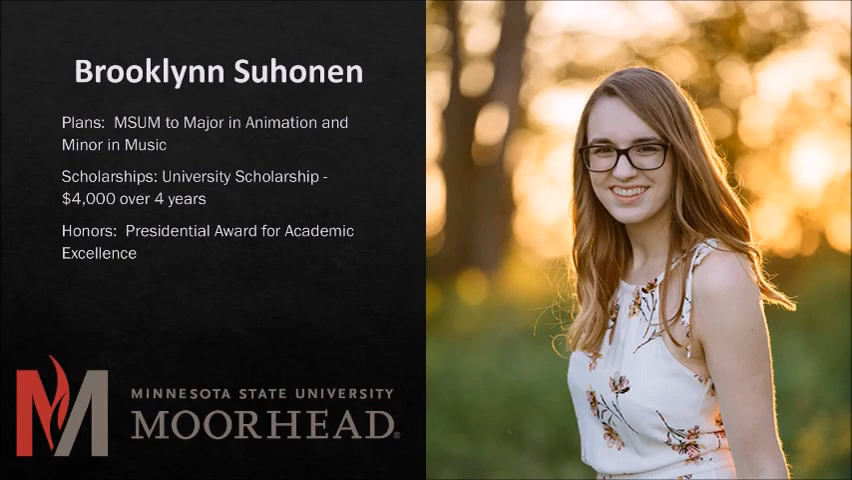 Brooklynn Suhonen
Plans:  MSUM to Major in Animation and
Minor in Music
Scholarships: University Scholarship -
$4,000 over 4 years
Honors:  Presidential Award for Academic
Excellence
M
MINNESOTA STATE UNIVERSITY
MOORHEAD®